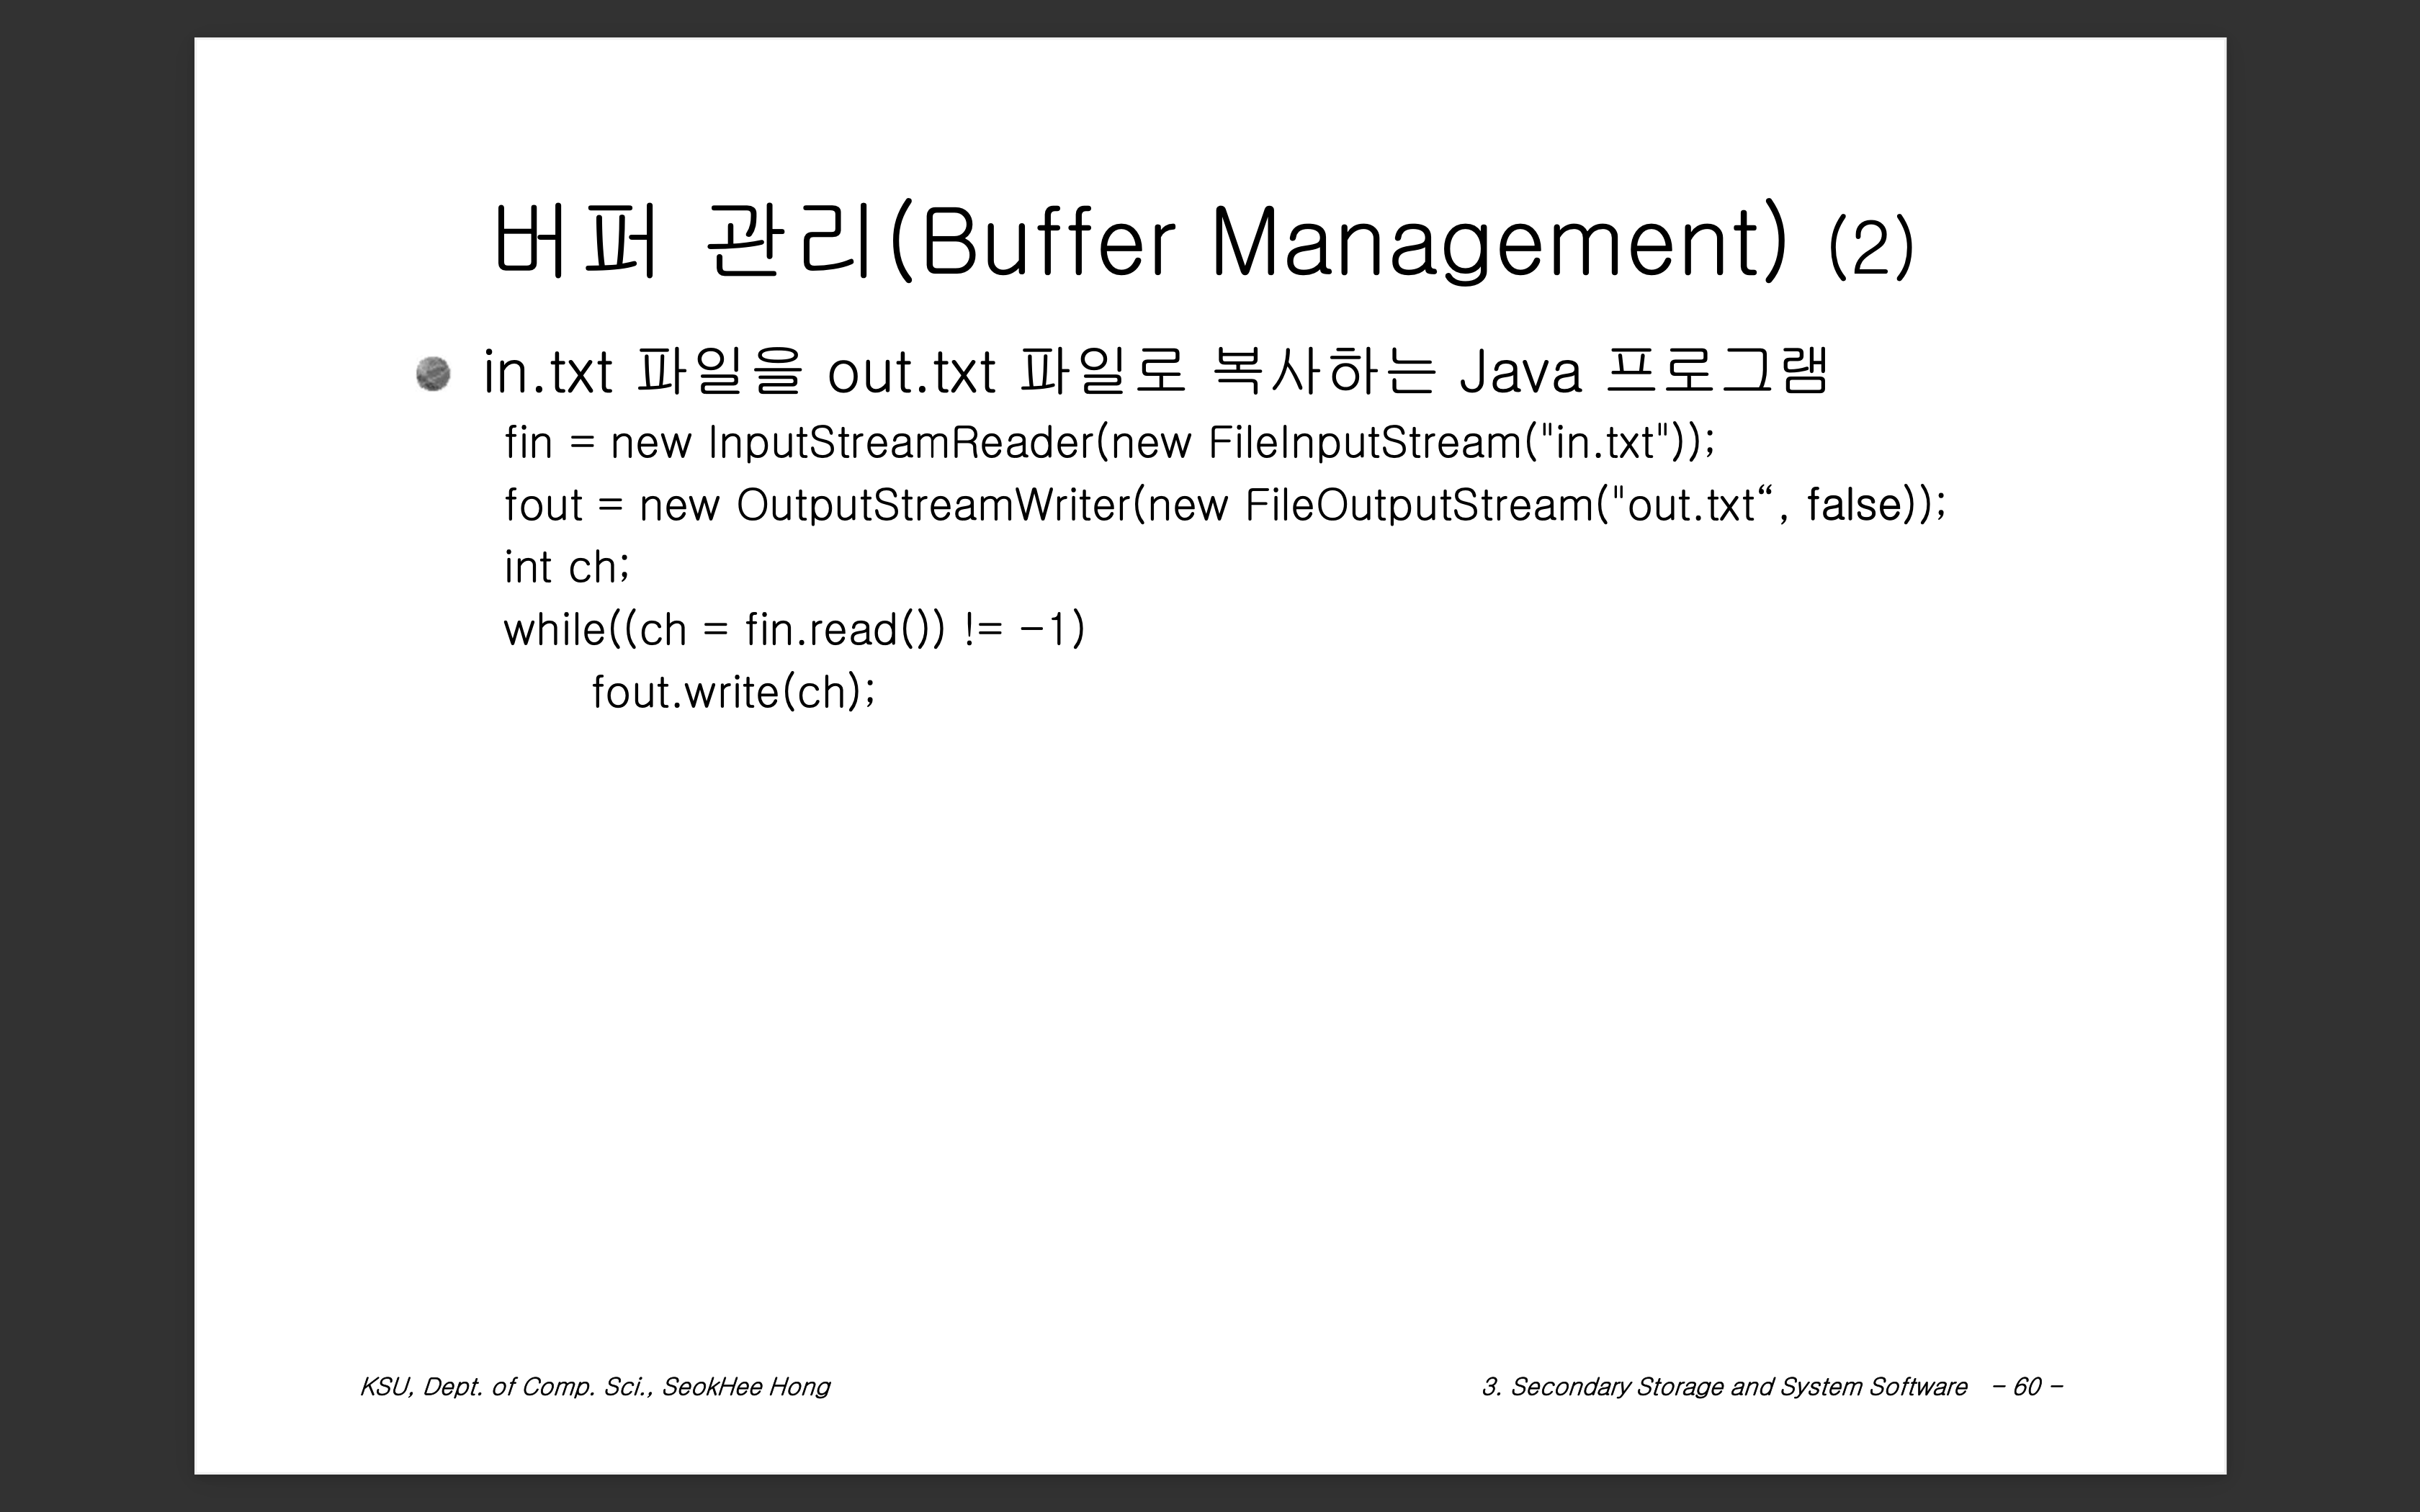 버퍼 관리(Buffer Management) (2)
in.txt 파일을 out.txt 파일로 복사하는 Java 프로그램
fin = new InputStreamReader(new FileInputStream("in.txt"));
fout = new OutputStreamWriter(new FileOutputStream("out.txt“, false));
int ch;
while((ch = fin.read()) != -1)
fout.write(ch);
KSU, Dept. of Comp. Sci., SeokHee Hong
3. Secondary Storage and System Software - 60 -